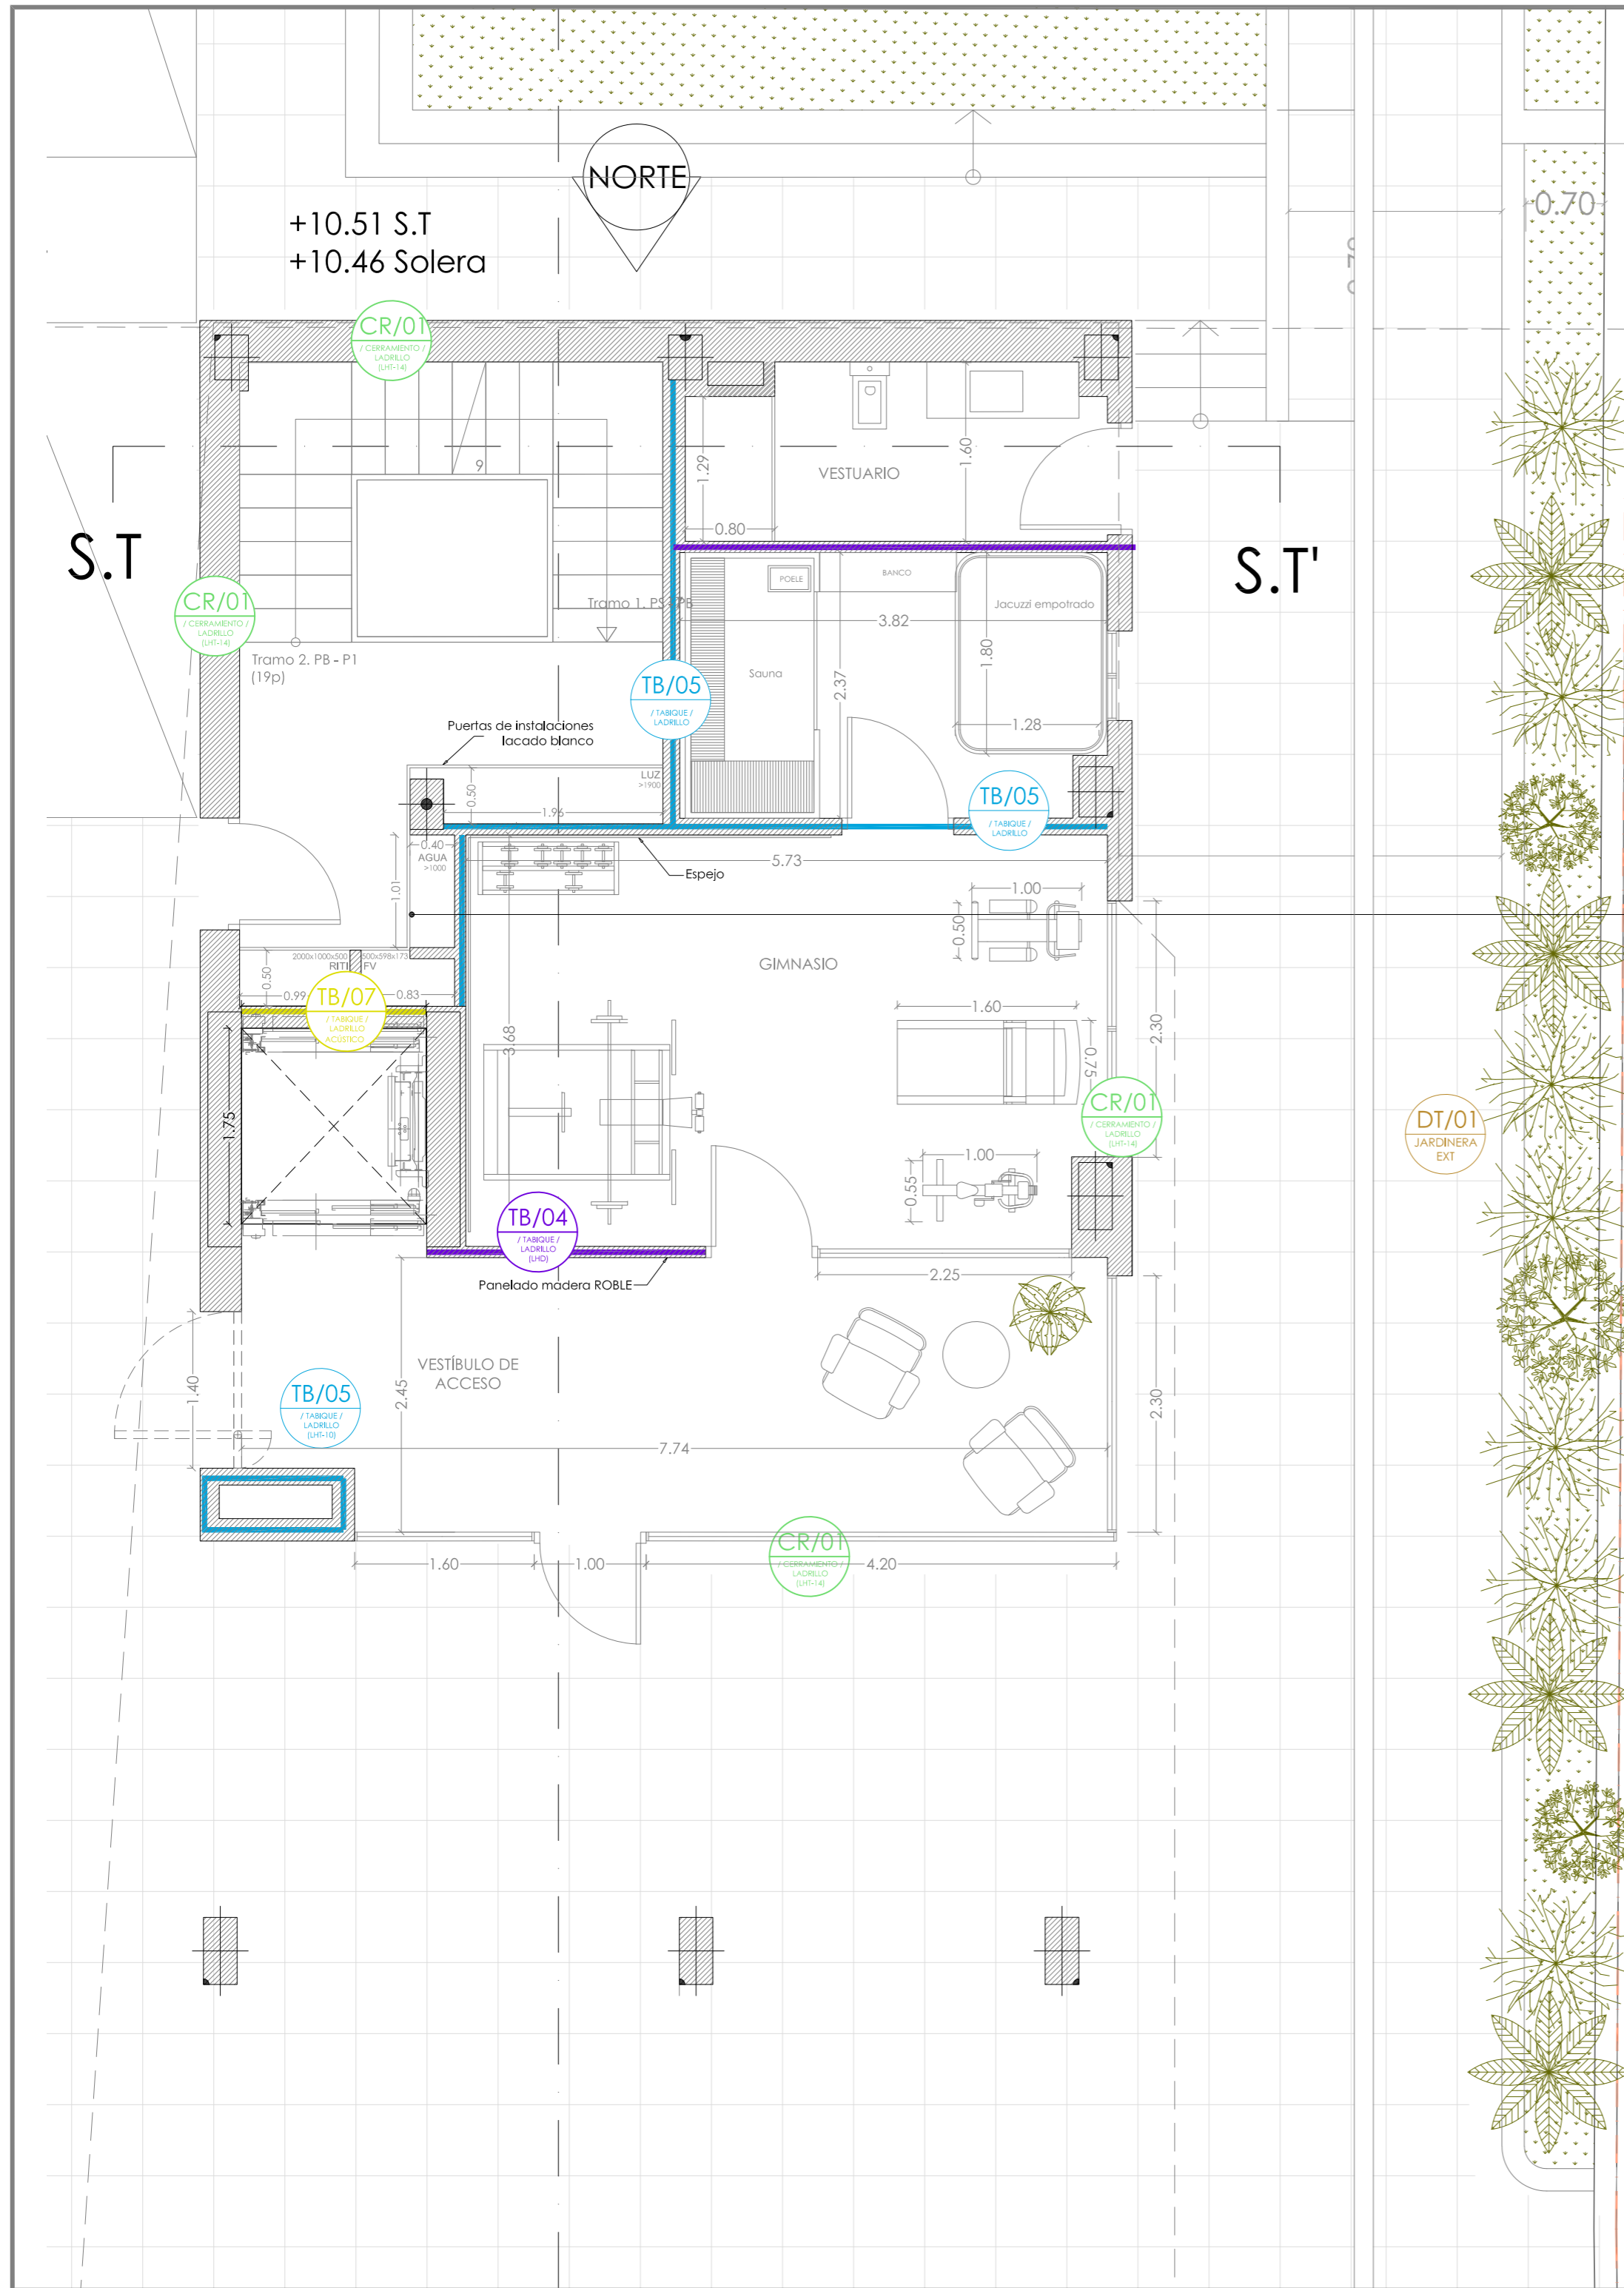 NORTE
0.70
+10.51 S.T
+10.46 Solera
CR/01
/ CERRAMIENTO /
LADRILLO
(LHT-14)
9
1.29
VESTUARIO
1.60
0.80
S.T
S.T'
CR/01
/ CERRAMIENTO /
LADRILLO
(LHT-14)
POELE
BANCO
Jacuzzi empotrado
Tramo 1. PS - PB
3.82
Tramo 2. PB - P1
(19p)
1.80
Sauna
2.37
TB/05
/ TABIQUE /
LADRILLO
Puertas de instalaciones
lacado blanco
1.28
LUZ
>1900
0.50
1.96
TB/05
/ TABIQUE /
LADRILLO
0.40
AGUA
>1000
5.73
Espejo
1.01
1.00
0.50
2000x1000x500
500x598x173
RITI
FV
GIMNASIO
0.50
0.99
0.83
TB/07
/ TABIQUE /
LADRILLO
ACÚSTICO
1.60
3.68
2.30
0.75
1.75
CR/01
/ CERRAMIENTO /
LADRILLO
(LHT-14)
DT/01
JARDINERA
EXT
1.00
0.55
TB/04
/ TABIQUE /
LADRILLO
(LHD)
Panelado madera ROBLE
2.25
VESTÍBULO DE
ACCESO
1.40
2.45
TB/05
/ TABIQUE /
LADRILLO
(LHT-10)
2.30
7.74
CR/01
/ CERRAMIENTO /
LADRILLO
(LHT-14)
1.60
1.00
4.20